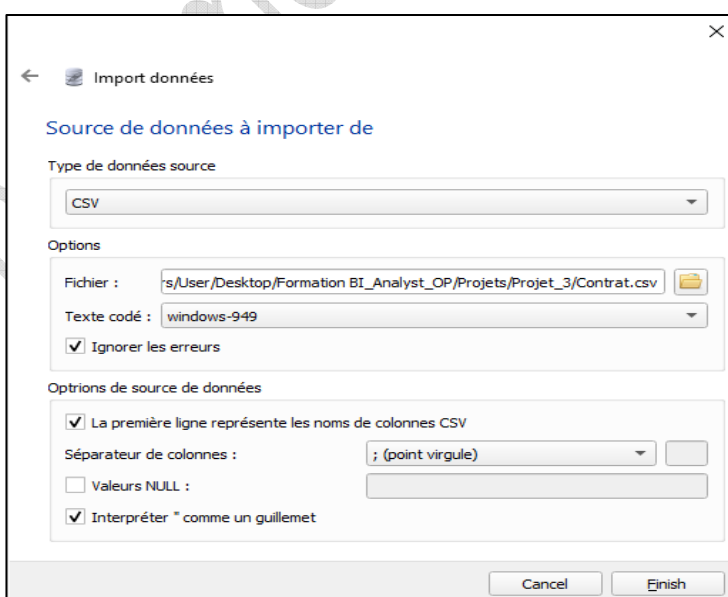 Import données
Source de données à importer de
Type de données source
CSV
Options
Fichier : rs/User/Desktop/Formation BI_Analyst_OP/Projets/Projet_3/Contrat.csv
Texte codé : windows-949
Ignorer les erreurs
Optrions de source de données
La première ligne représente les noms de colonnes CSV
Séparateur de colonnes : ; (point virgule)
Valeurs NULL :
Interpréter " comme un guillemet
Cancel Finish